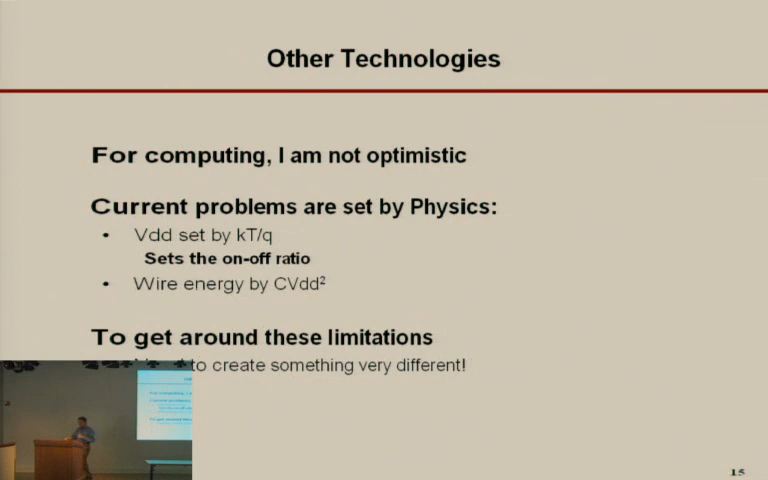 Other Technologies
For computing, I am not optimistic
Current problems are set by Physics:
• Vdd set by kT/q
Sets the on-off ratio
• Wire energy by CVdd²
To get around these limitations
to create something very different!
15